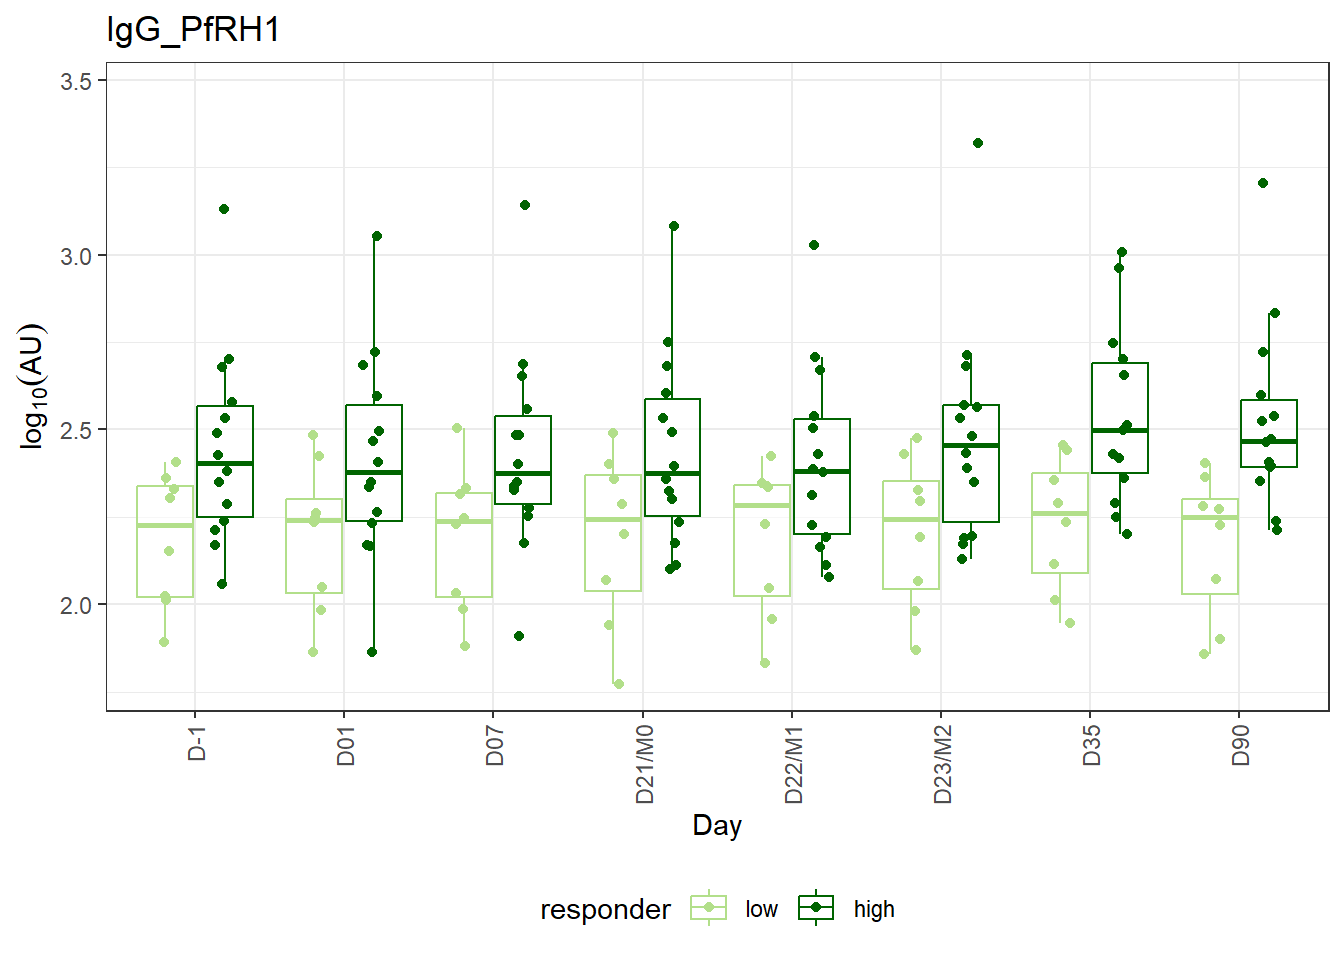 IgG_PfRH1
log10(AU)
3.5
3.0
2.5
2.0
D-1
D01
D07
D21/M0
D22/M1
D23/M2
D35
D90
Day
responder low high